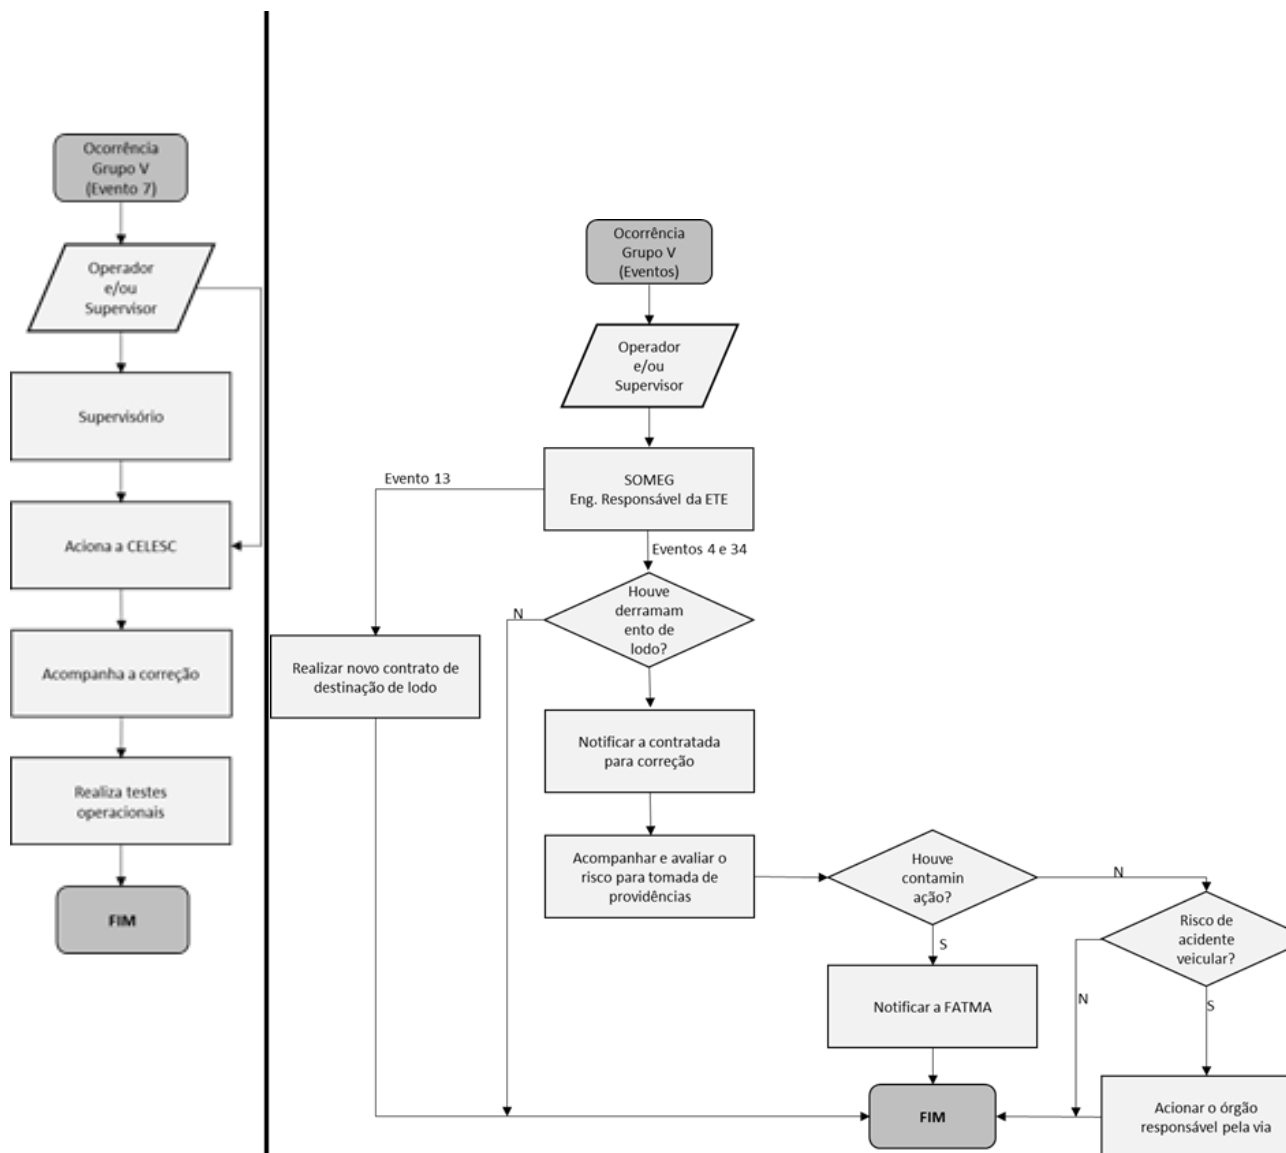 Ocorrência
Grupo V
(Evento 7)
Operador
e/ou
Supervisor
Supervisório
Aciona a CELESC
Acompanha a correção
Realiza testes
operacionais
FIM
Ocorrência
Grupo V
(Eventos)
Operador
e/ou
Supervisor
SOMEG
Eng. Responsável da ETE
Evento 13
Eventos 4 e 34
Houve
derramam
ento de
lodo?
N
Realizar novo contrato de
destinação de lodo
Notificar a contratada
para correção
Acompanhar e avaliar o
risco para tomada de
providências
Houve
contamin
ação?
N
S
Risco de
acidente
veicular?
N
S
Notificar a FATMA
Acionar o órgão
responsável pela via
FIM